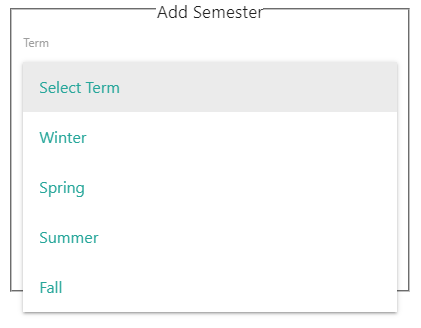 Add Semester
Term
Select Term
Winter
Spring
Summer
Fall